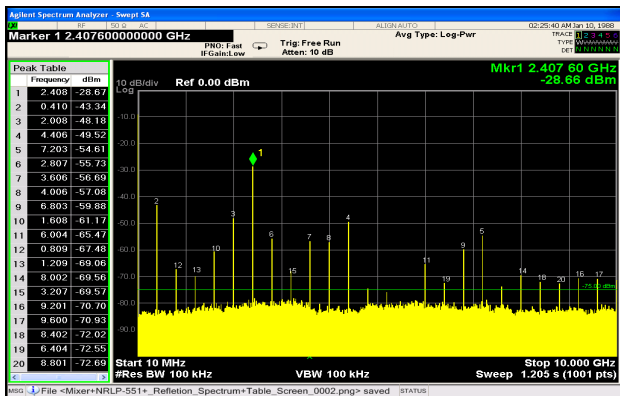 Agilent Spectrum Analyzer - Swept SA
RF 50 Ω AC SENSE:INT ALIGN AUTO 02:25:40 AM Jan 10, 1988
Marker 1 2.407600000000 GHz
PNO: Fast
IFGain:Low
Trig: Free Run
Atten: 10 dB
Avg Type: Log-Pwr
TRACE 1 2 3 4 5 6
TYPE
DET N N N N N N
Peak Table
Frequency dBm
1 2.408 -28.67
2 0.410 -43.34
3 2.008 -48.18
4 4.406 -49.52
5 7.203 -54.61
6 2.807 -55.73
7 3.606 -56.69
8 4.006 -57.08
9 6.803 -59.88
10 1.608 -61.17
11 6.004 -65.47
12 0.809 -67.48
13 1.209 -69.06
14 8.002 -69.56
15 3.207 -69.57
16 9.201 -70.70
17 9.600 -70.93
18 8.402 -72.02
19 6.404 -72.55
20 8.801 -72.69
Mkr1 2.407 60 GHz
-28.66 dBm
10 dB/div Ref 0.00 dBm
Log
-10.0
-20.0
1
-30.0
-40.0
2
3
4
-50.0
6 7 8 5
10 9
-60.0
12 13 15 11
-70.0
19 14 18 20 16 17
-80.0
-90.0
Start 10 MHz
Stop 10.000 GHz
#Res BW 100 kHz
VBW 100 kHz
Sweep 1.205 s (1001 pts)
MSG File <Mixer+NRLP-551+_Refletion_Spectrum+Table_Screen_0002.png> saved STATUS